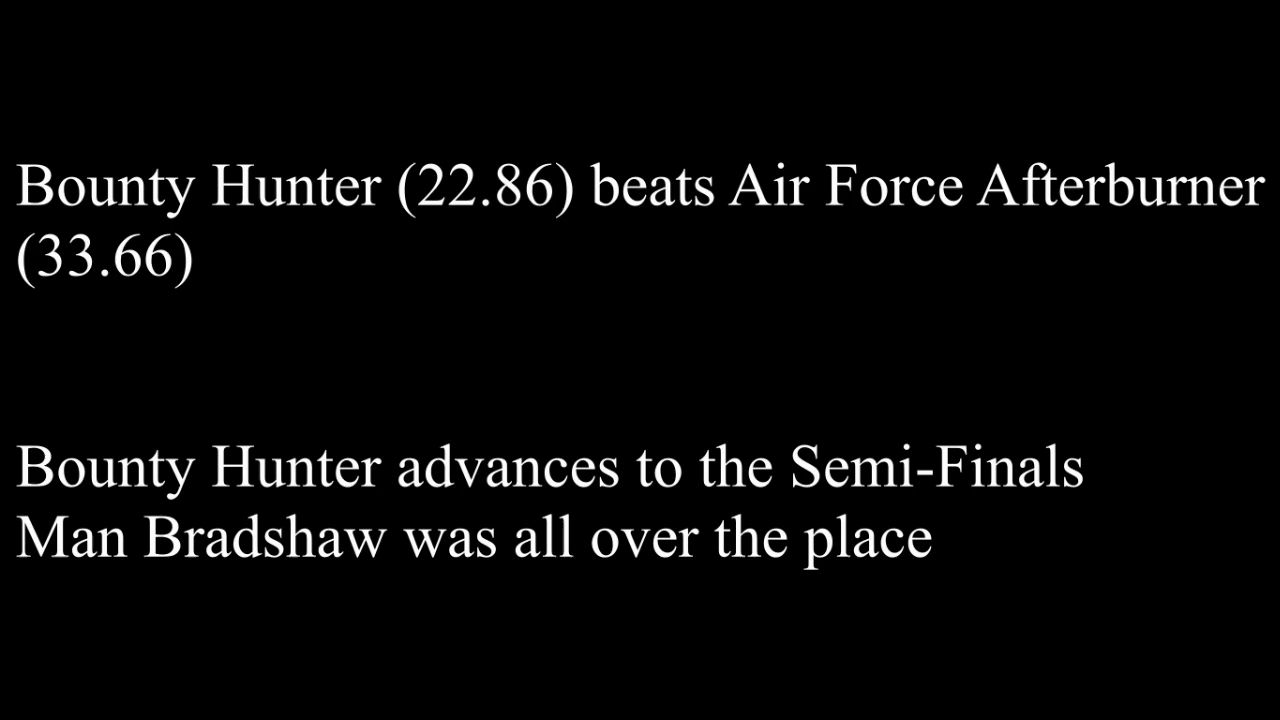 Bounty Hunter (22.86) beats Air Force Afterburner
(33.66)
Bounty Hunter advances to the Semi-Finals
Man Bradshaw was all over the place